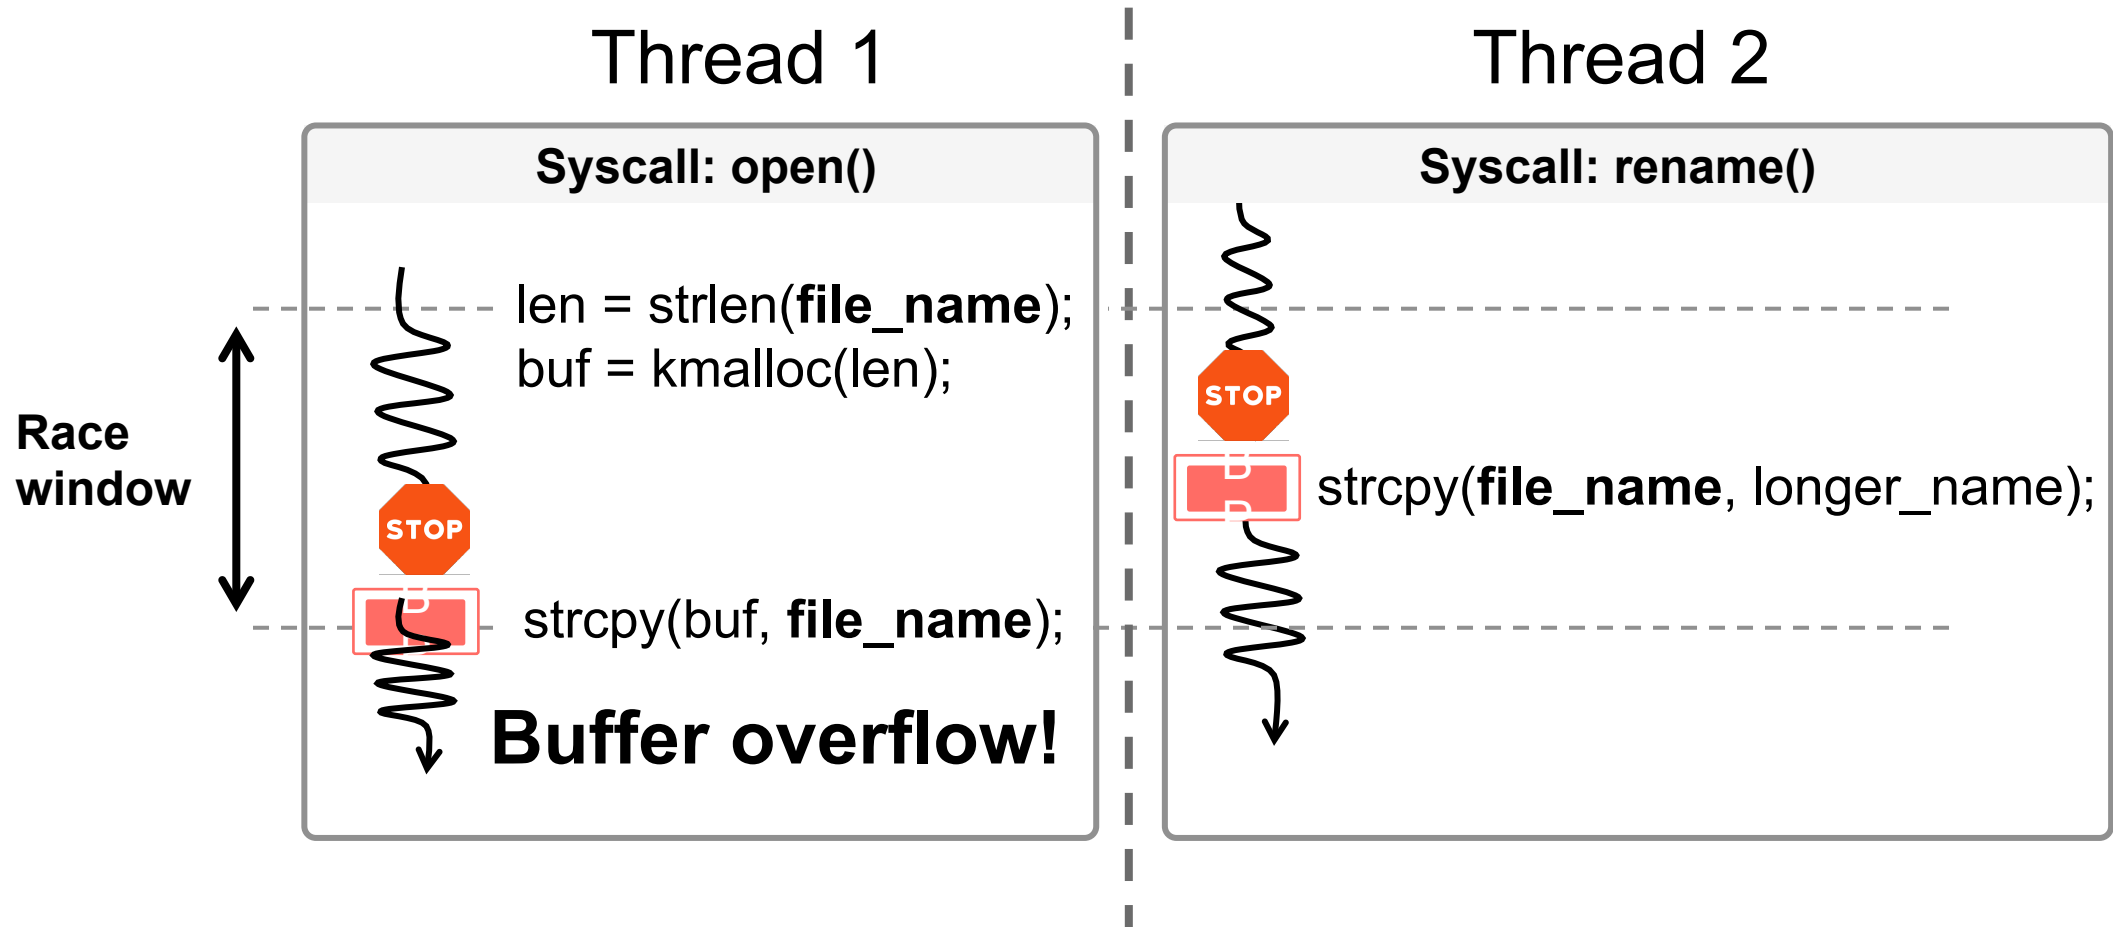 Thread 1
Thread 2
Syscall: open()
Syscall: rename()
len = strlen(file_name);
buf = kmalloc(len);
Race
window
STOP
STOP
strcpy(file_name, longer_name);
strcpy(buf, file_name);
Buffer overflow!